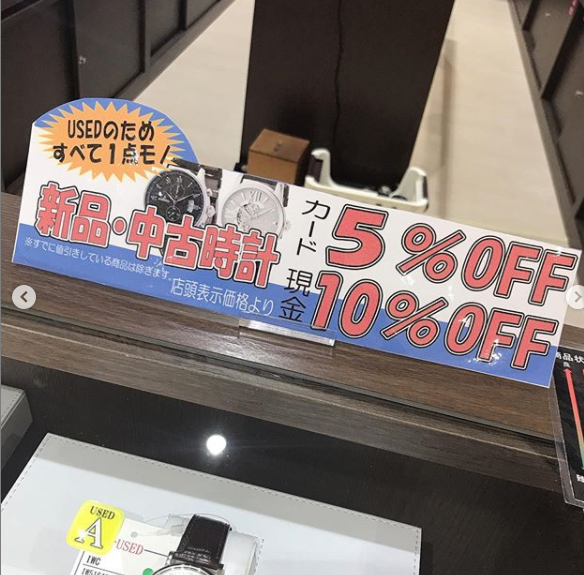 USEDのため
すべて1点モノ!
新品・中古時計
※すでに値引きしている商品は除きます。
店頭表示価格より
カード 5%OFF
現金 10%OFF
USED
A
USED
IWC